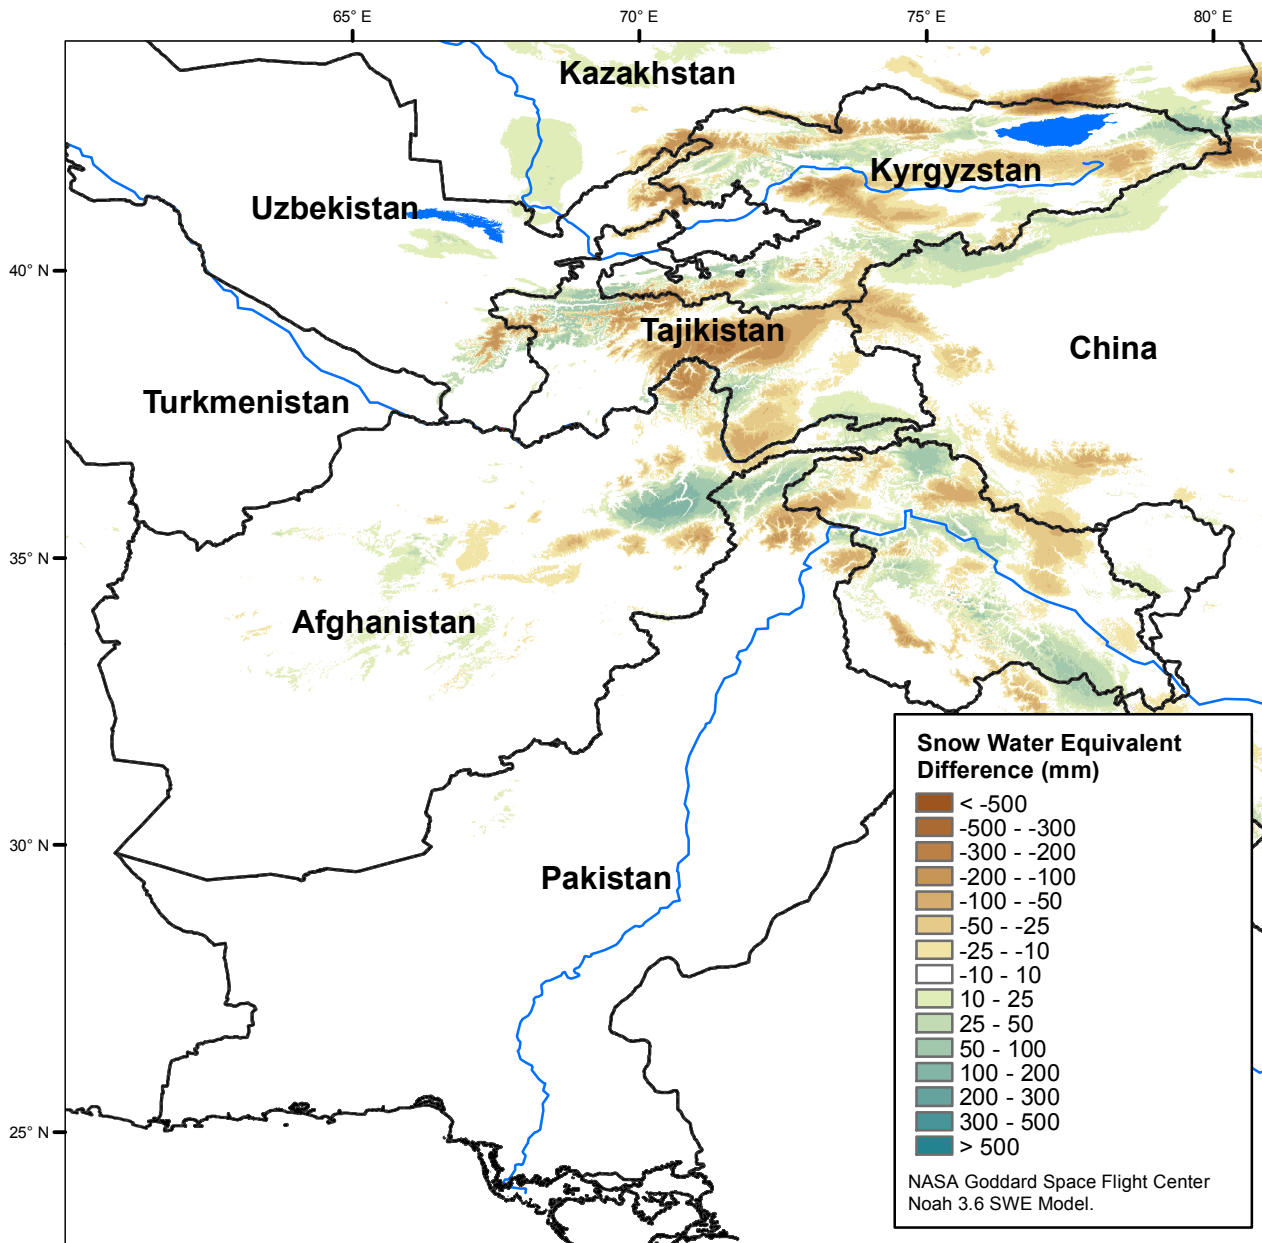 65° E
70° E
75° E
80° E
Kazakhstan
Kyrgyzstan
Uzbekistan
40° N
Tajikistan
China
Turkmenistan
35° N
Afghanistan
30° N
Pakistan
25° N
Snow Water Equivalent
Difference (mm)
< -500
-500 - -300
-300 - -200
-200 - -100
-100 - -50
-50 - -25
-25 - -10
-10 - 10
10 - 25
25 - 50
50 - 100
100 - 200
200 - 300
300 - 500
> 500
NASA Goddard Space Flight Center
Noah 3.6 SWE Model.